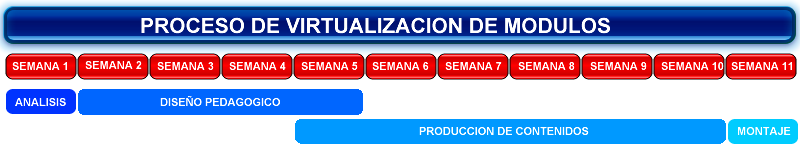 PROCESO DE VIRTUALIZACION DE MODULOS
SEMANA 1 SEMANA 2 SEMANA 3 SEMANA 4 SEMANA 5 SEMANA 6 SEMANA 7 SEMANA 8 SEMANA 9 SEMANA 10 SEMANA 11
ANALISIS DISEÑO PEDAGOGICO
PRODUCCION DE CONTENIDOS MONTAJE